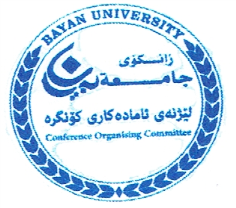 BAYAN UNIVERSITY
زانکۆی
جامعة بيان
لێژنەی ئامادەکاری کۆنگرە
Conference Organising Committee